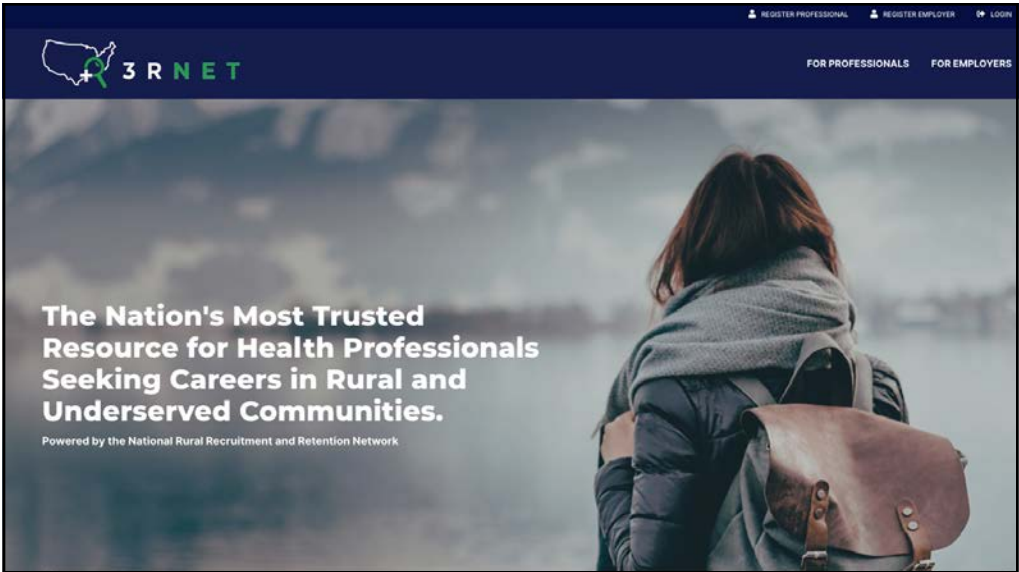 REGISTER PROFESSIONAL REGISTER EMPLOYER LOGIN
3RNET
FOR PROFESSIONALS FOR EMPLOYERS
The Nation's Most Trusted
Resource for Health Professionals
Seeking Careers in Rural and
Underserved Communities.
Powered by the National Rural Recruitment and Retention Network